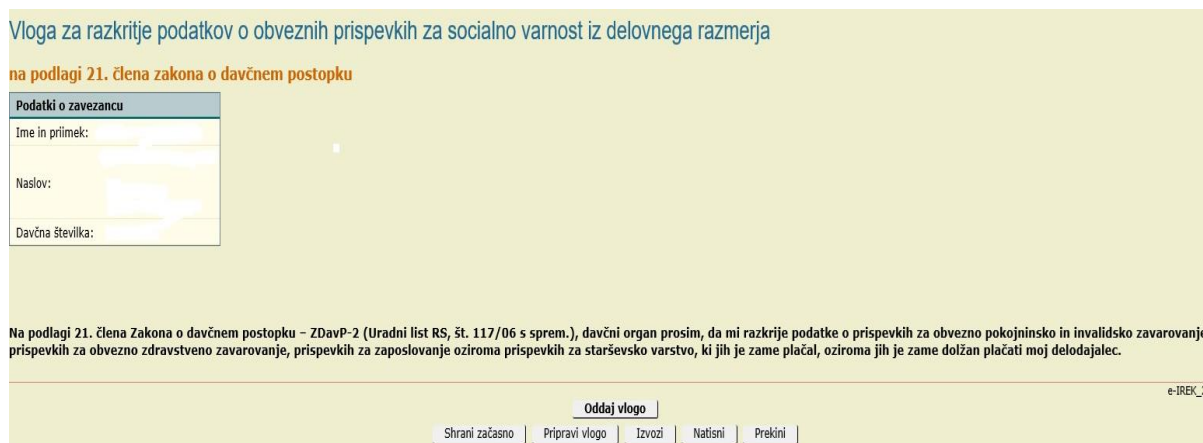 Vloga za razkritje podatkov o obveznih prispevkih za socialno varnost iz delovnega razmerja
na podlagi 21. člena zakona o davčnem postopku
Podatki o zavezancu
Ime in priimek:
Naslov:
Davčna številka:
Na podlagi 21. člena Zakona o davčnem postopku – ZDavP-2 (Uradni list RS, št. 117/06 s sprem.), davčni organ prosim, da mi razkrije podatke o prispevkih za obvezno pokojninsko in invalidsko zavarovanje
prispevkih za obvezno zdravstveno zavarovanje, prispevkih za zaposlovanje oziroma prispevkih za starševsko varstvo, ki jih je zame plačal, oziroma jih je zame dolžan plačati moj delodajalec.
e-IREK_
Oddaj vlogo
Shrani začasno Pripravi vlogo Izvozi Natisni Prekini